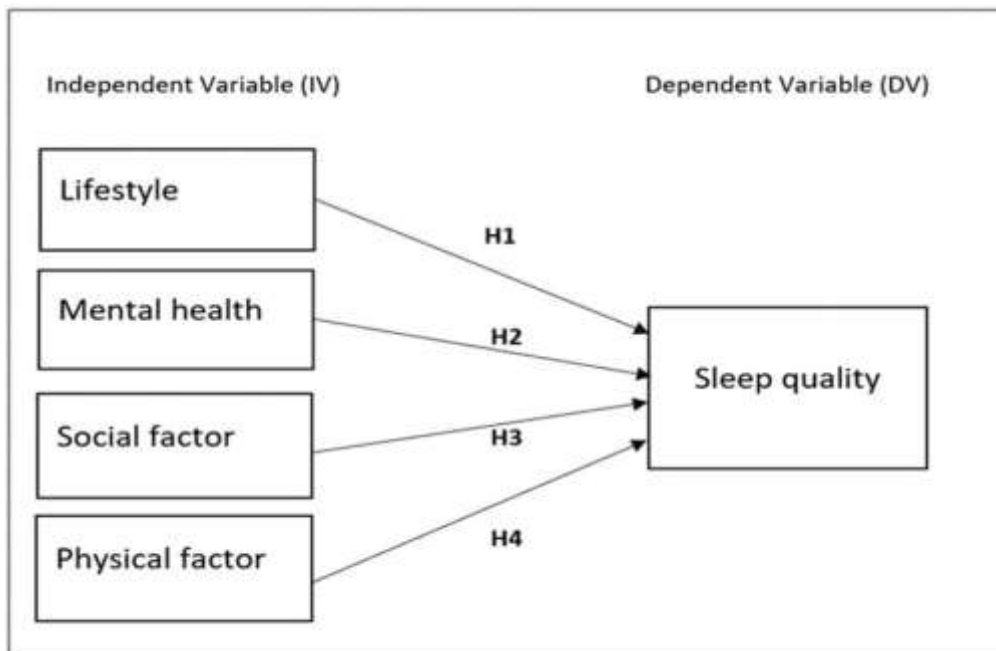 Independent Variable (IV)
Dependent Variable (DV)
Lifestyle
H1
Mental health
H2
Sleep quality
Social factor
H3
Physical factor
H4